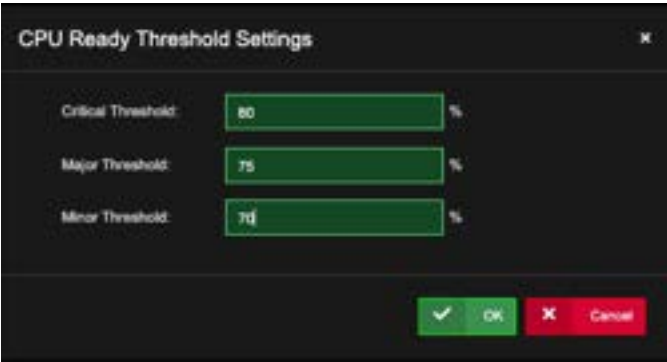 CPU Ready Threshold Settings
Critical Threshold: 80 %
Major Threshold: 75 %
Minor Threshold: 70 %
OK Cancel